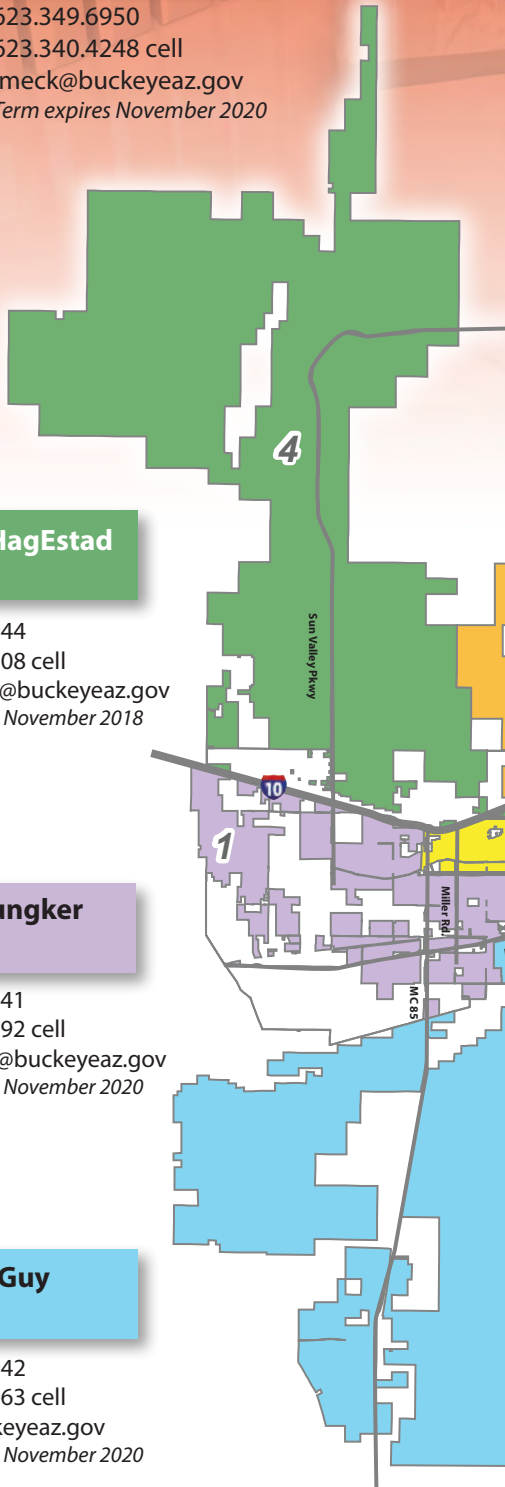 623.349.6950
623.340.4248 cell
meck@buckeyeaz.gov
Term expires November 2020
4
HagEstad
44
08 cell
@buckeyeaz.gov
November 2018
Sun Valley Pkwy
10
1
Miller Rd.
ungker
MC 85
41
92 cell
@buckeyeaz.gov
November 2020
Guy
42
63 cell
keyeaz.gov
November 2020